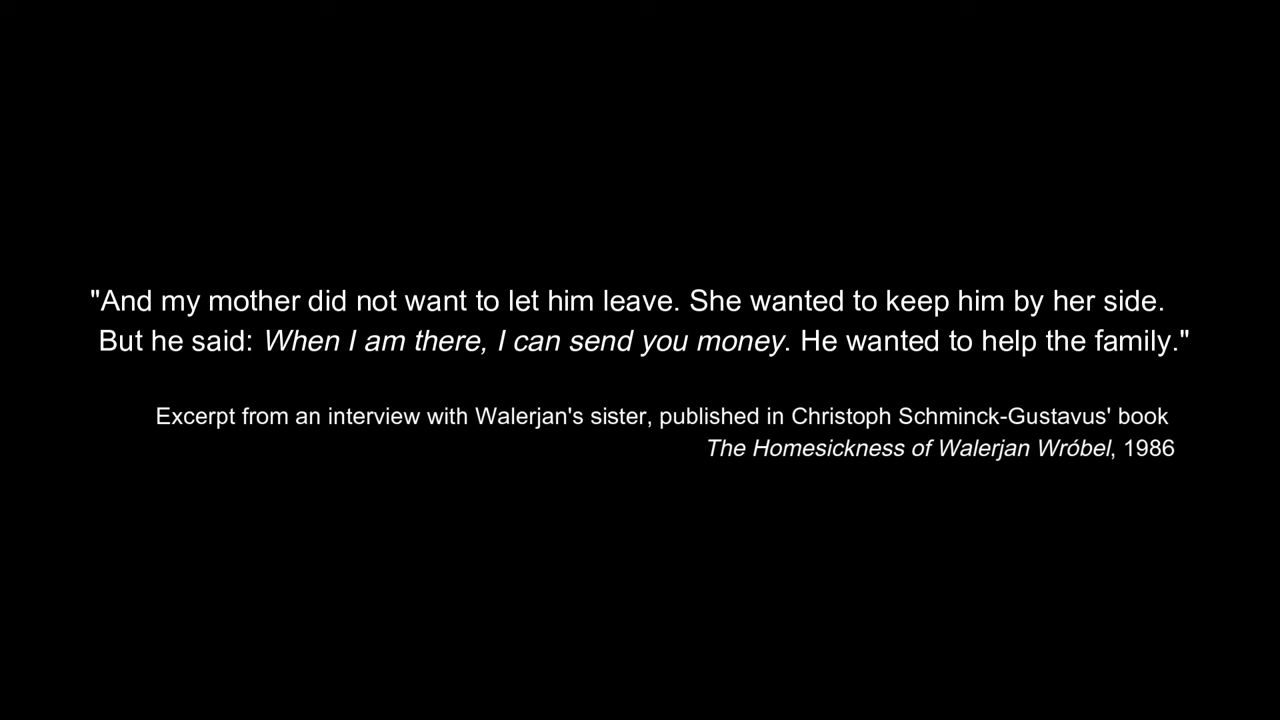 "And my mother did not want to let him leave. She wanted to keep him by her side.
But he said: When I am there, I can send you money. He wanted to help the family."
Excerpt from an interview with Walerjan's sister, published in Christoph Schminck-Gustavus' book
The Homesickness of Walerjan Wróbel, 1986